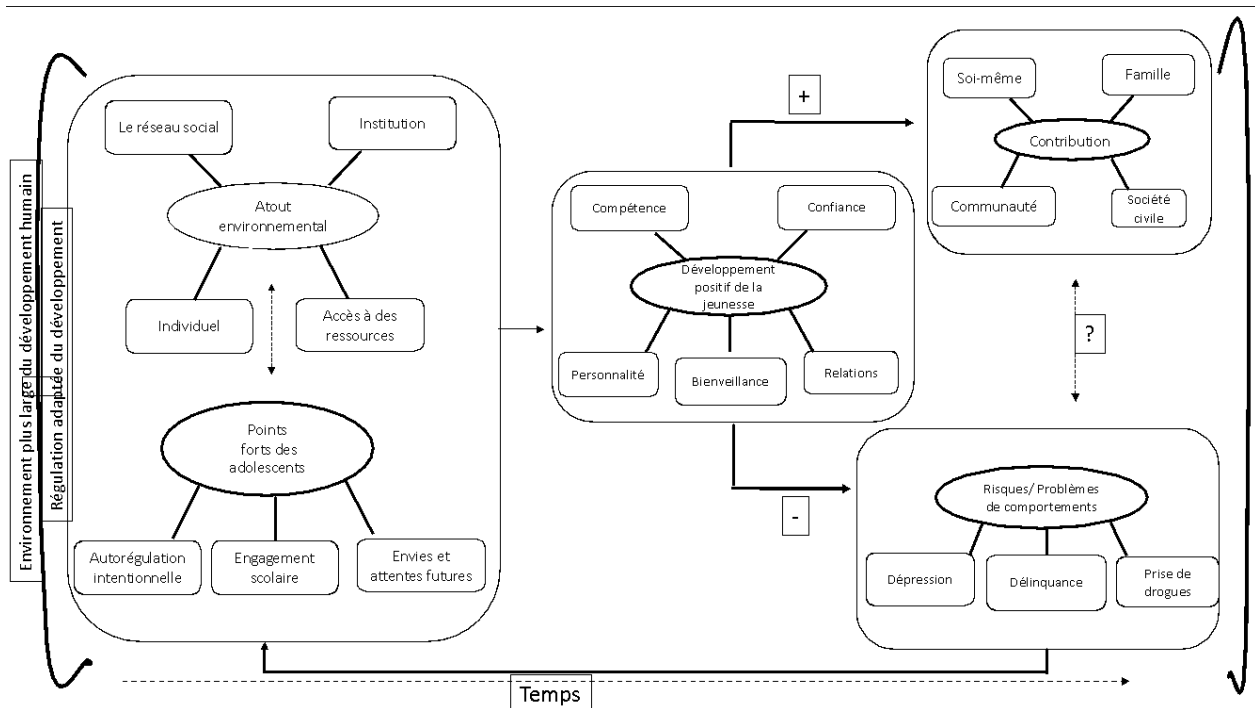 Environnement plus large du développement humain
Régulation adaptée du développement
Le réseau social
Institution
Atout
environnemental
Individuel
Accès à des
ressources
Points
forts des
adolescents
Autorégulation
intentionnelle
Engagement
scolaire
Envies et
attentes futures
Compétence
Confiance
Développement
positif de la
jeunesse
Personnalité
Bienveillance
Relations
+
-
Soi-même
Famille
Contribution
Communauté
Société
civile
?
Risques/ Problèmes
de comportements
Dépression
Délinquance
Prise de
drogues
Temps